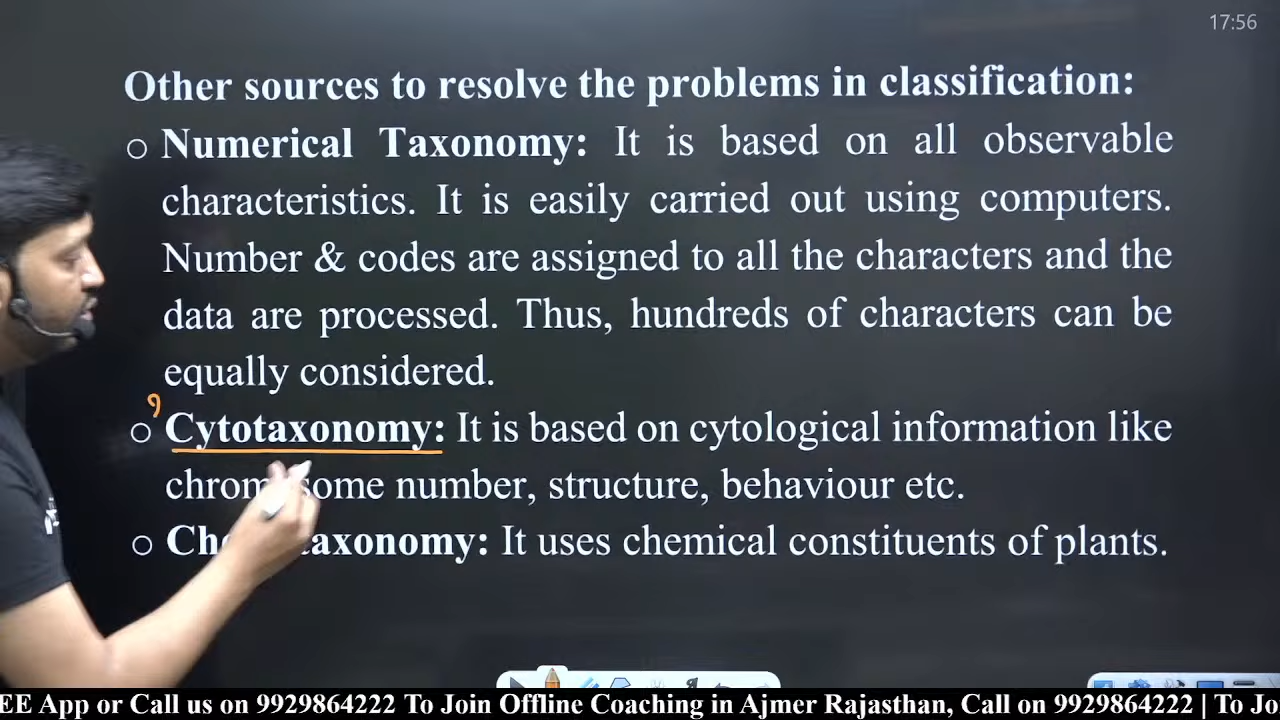 17:56
Other sources to resolve the problems in classification:
Numerical Taxonomy: It is based on all observable
characteristics. It is easily carried out using computers.
Number & codes are assigned to all the characters and the
data are processed. Thus, hundreds of characters can be
equally considered.
Cytotaxonomy: It is based on cytological information like
chromosome number, structure, behaviour etc.
Chemotaxonomy: It uses chemical constituents of plants.
EE App or Call us on 9929864222 To Join Offline Coaching in Ajmer Rajasthan, Call on 9929864222 | To Jo